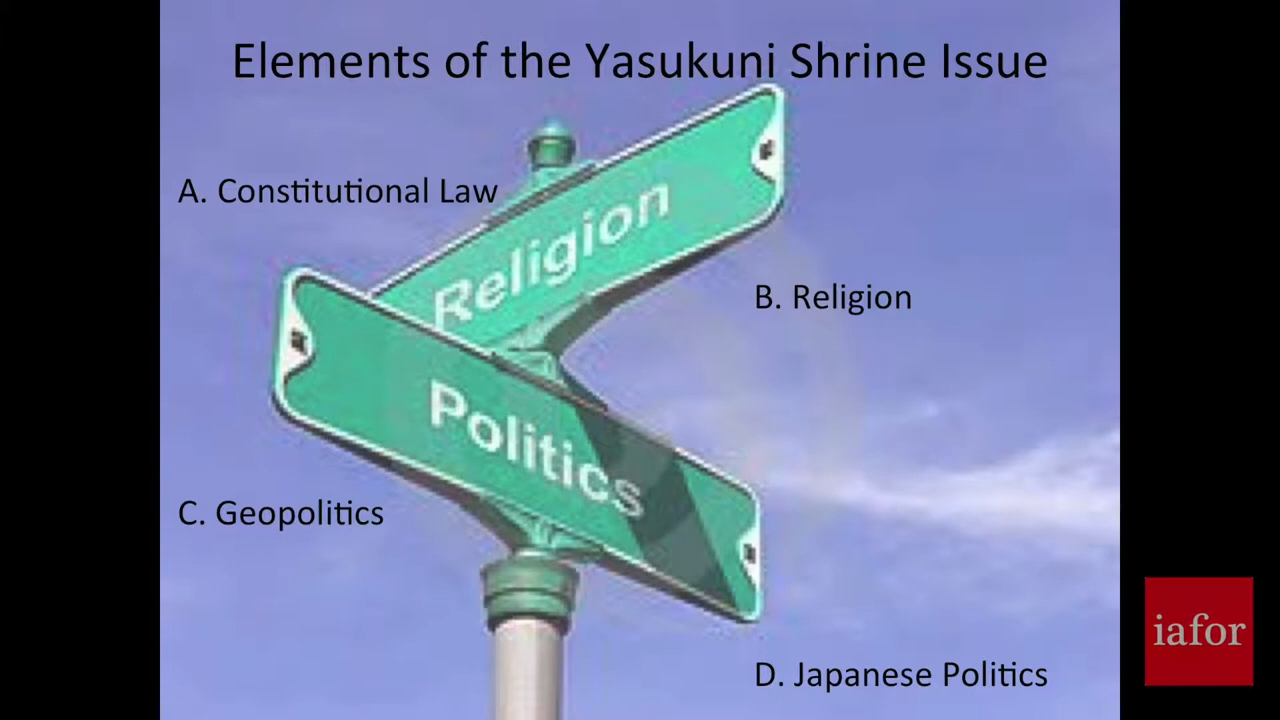 Elements of the Yasukuni Shrine Issue
A. Constitutional Law
Religion
B. Religion
Politics
C. Geopolitics
iafor
D. Japanese Politics